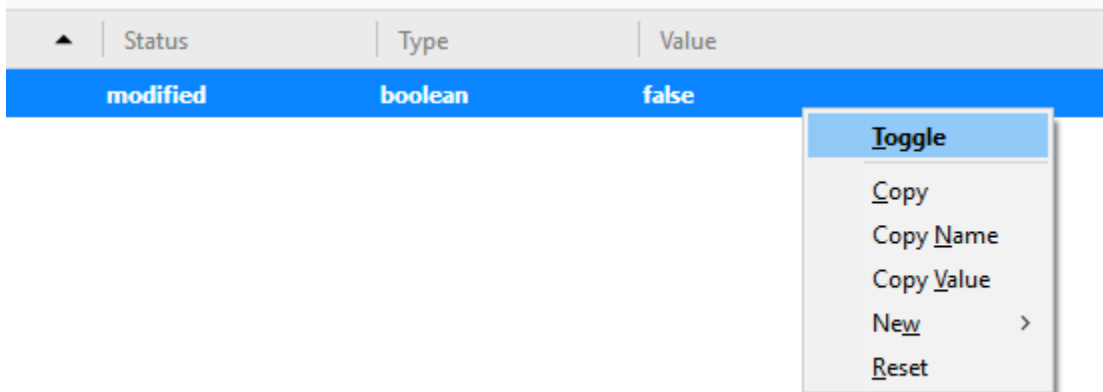 Status Type Value
modified boolean false
Toggle
Copy
Copy Name
Copy Value
New
Reset